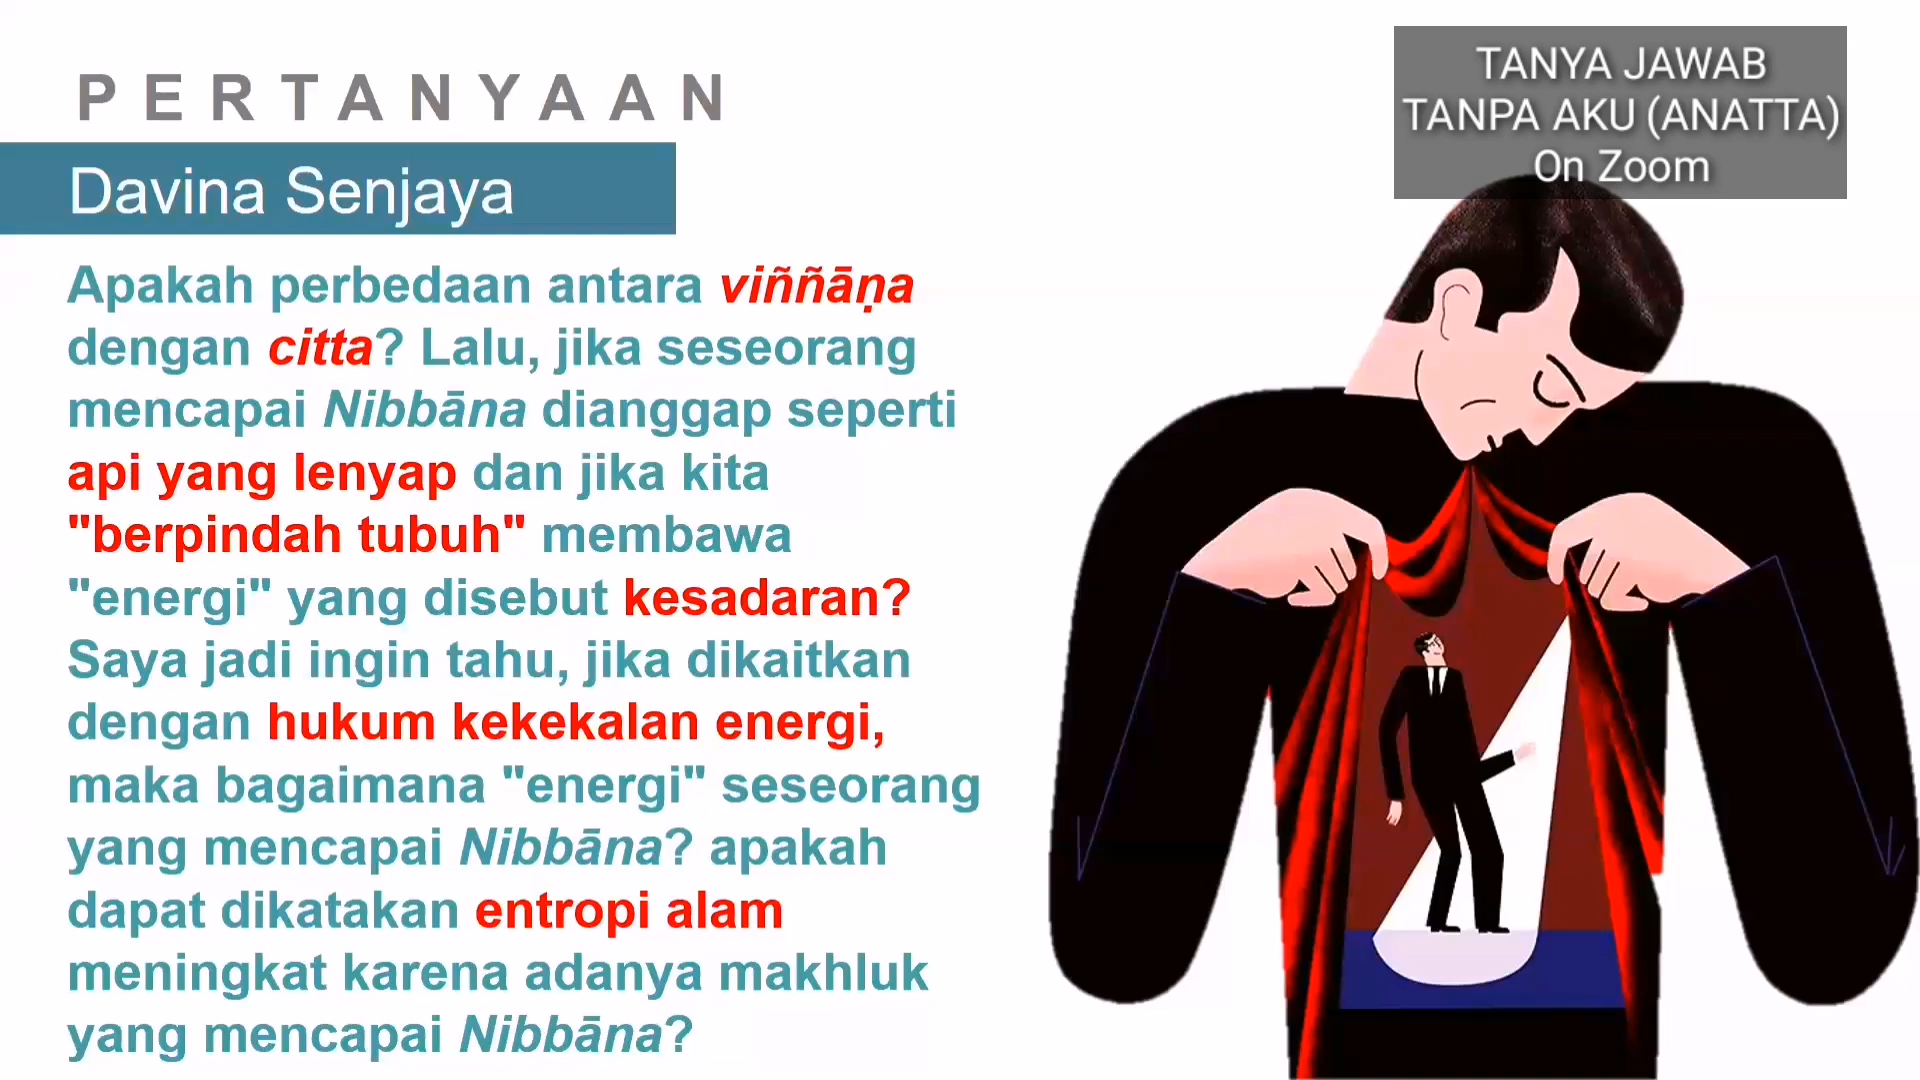 PERTANYAAN
Davina Senjaya
Apakah perbedaan antara viññāṇa
dengan citta? Lalu, jika seseorang
mencapai Nibbāna dianggap seperti
api yang lenyap dan jika kita
"berpindah tubuh" membawa
"energi" yang disebut kesadaran?
Saya jadi ingin tahu, jika dikaitkan
dengan hukum kekekalan energi,
maka bagaimana "energi" seseorang
yang mencapai Nibbāna? apakah
dapat dikatakan entropi alam
meningkat karena adanya makhluk
yang mencapai Nibbāna?
TANYA JAWAB
TANPA AKU (ANATTA)
On Zoom